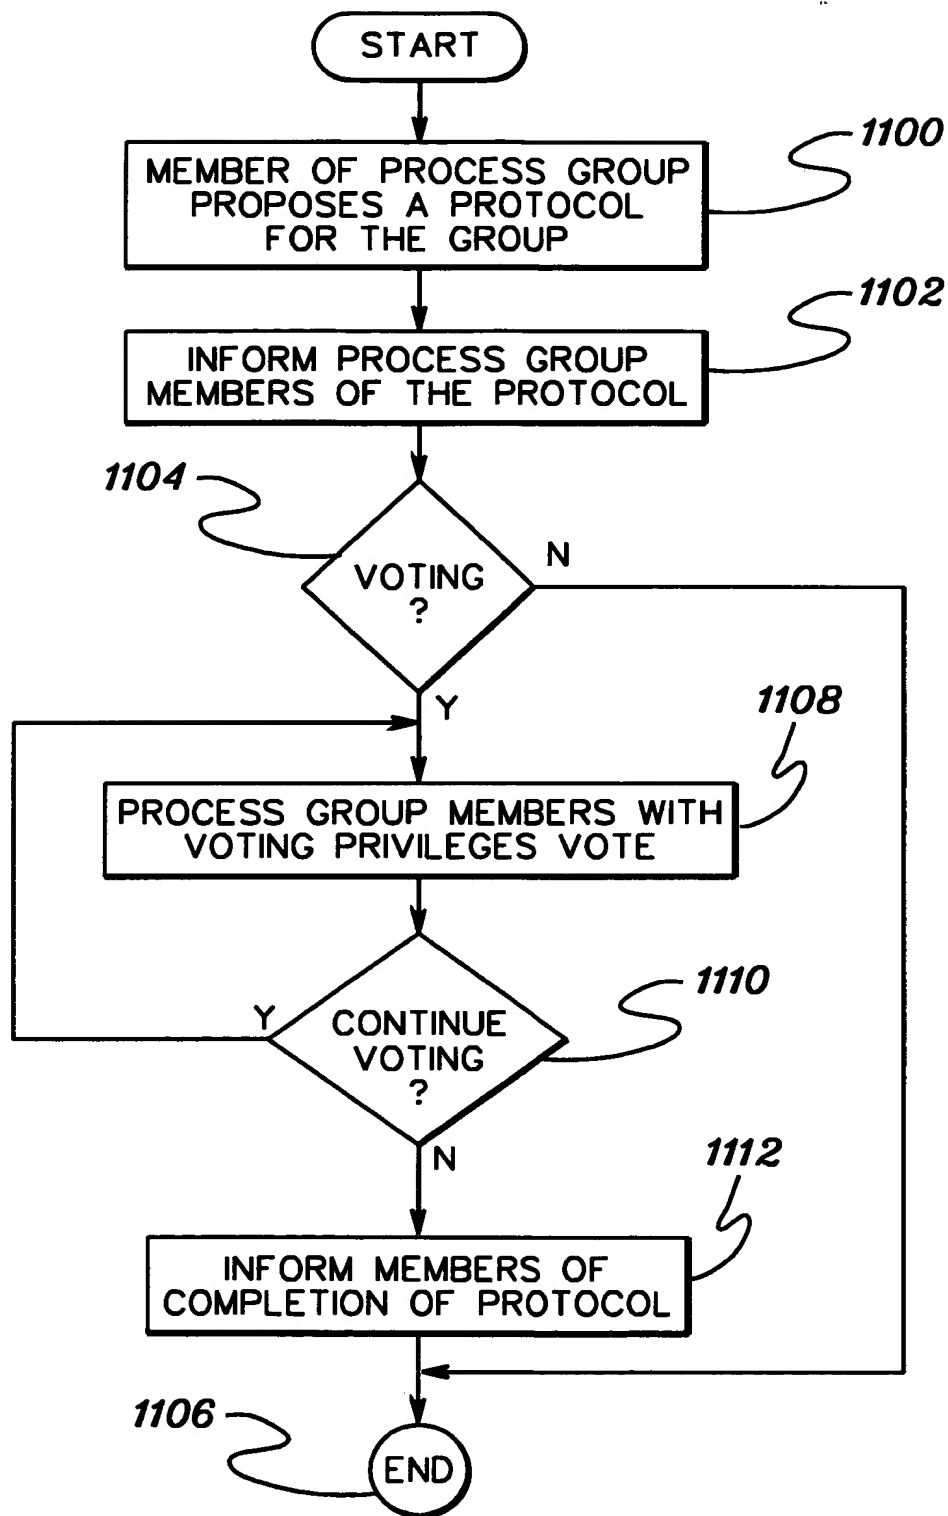 START
1100
MEMBER OF PROCESS GROUP
PROPOSES A PROTOCOL
FOR THE GROUP
1102
INFORM PROCESS GROUP
MEMBERS OF THE PROTOCOL
1104
N
VOTING
?
Y
1108
PROCESS GROUP MEMBERS WITH
VOTING PRIVILEGES VOTE
1110
Y
CONTINUE
VOTING
?
N
1112
INFORM MEMBERS OF
COMPLETION OF PROTOCOL
1106
END